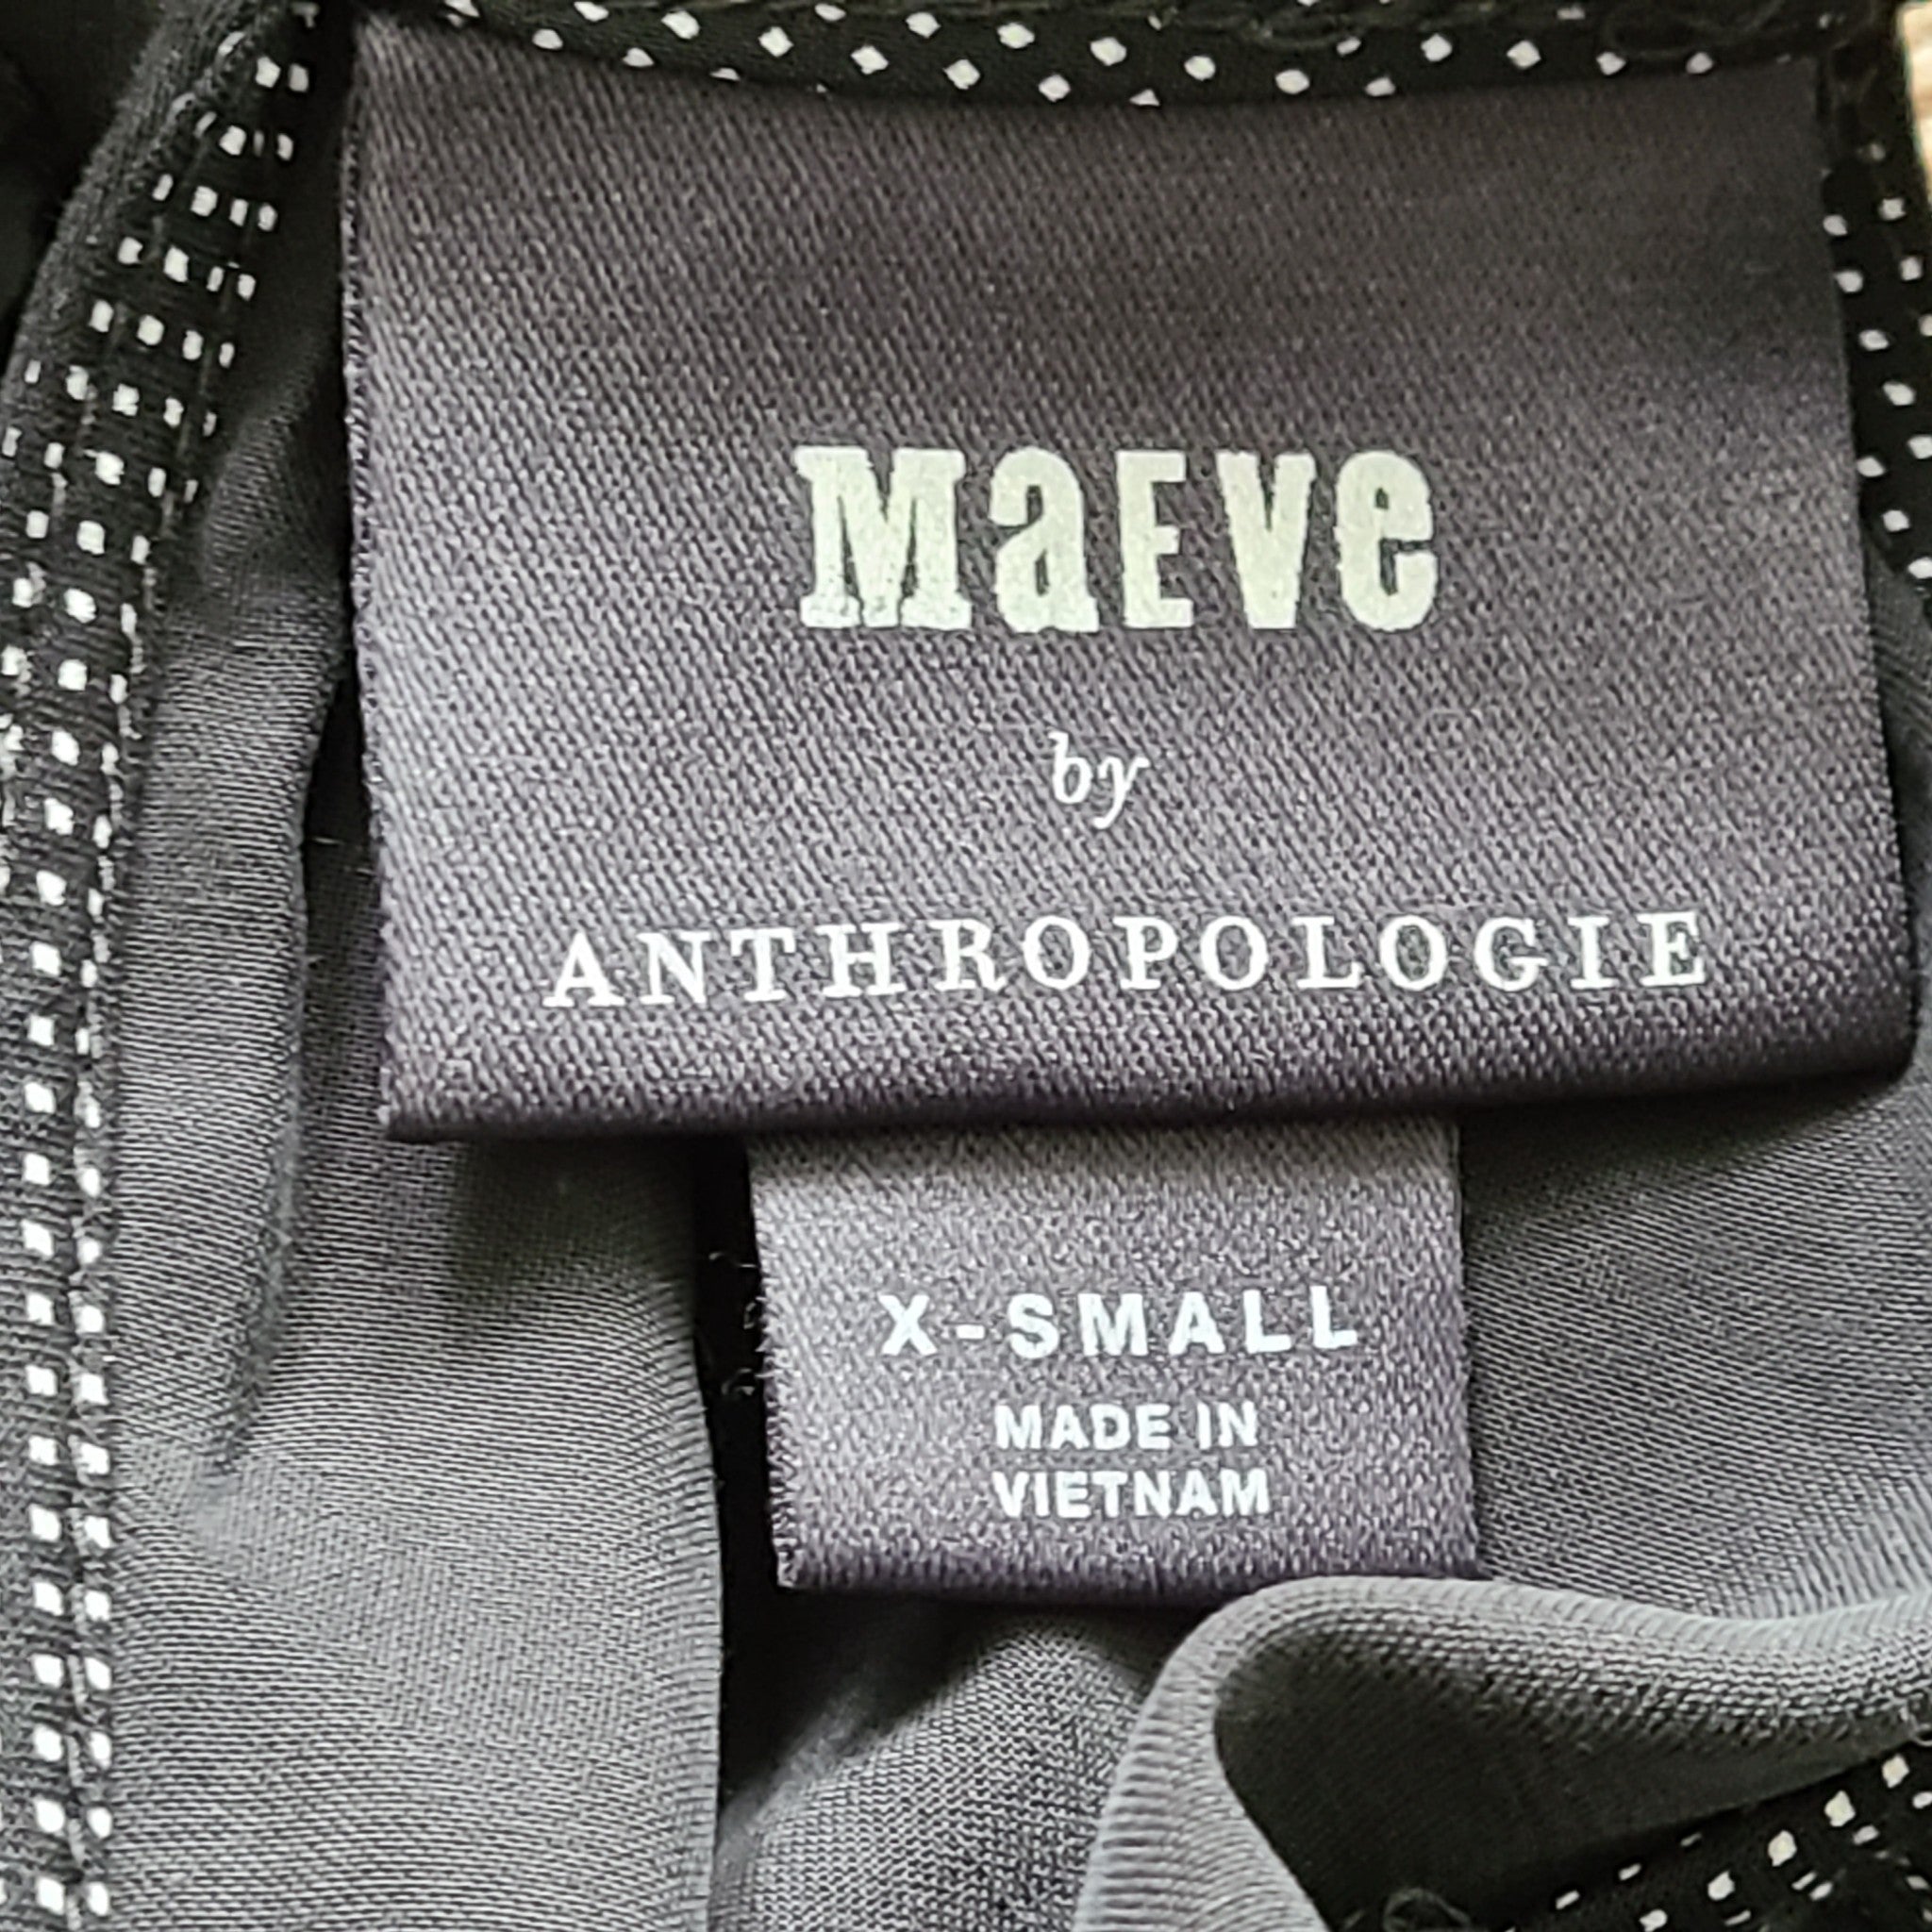 MaEVe
by
ANTHROPOLOGIE
X-SMALL
MADE IN
VIETNAM